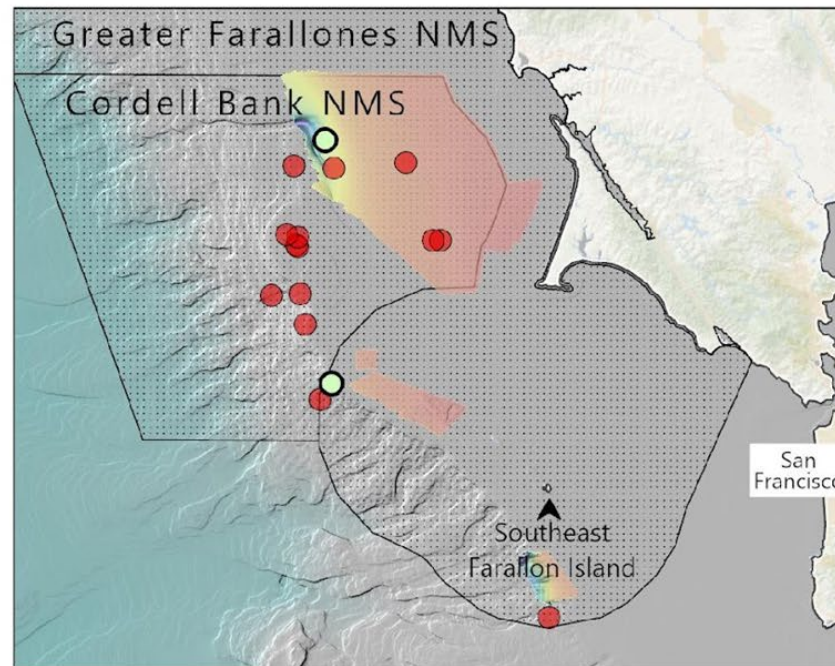 Greater Farallones NMS
Cordell Bank NMS
San
Francisco
Southeast
Farallon Island